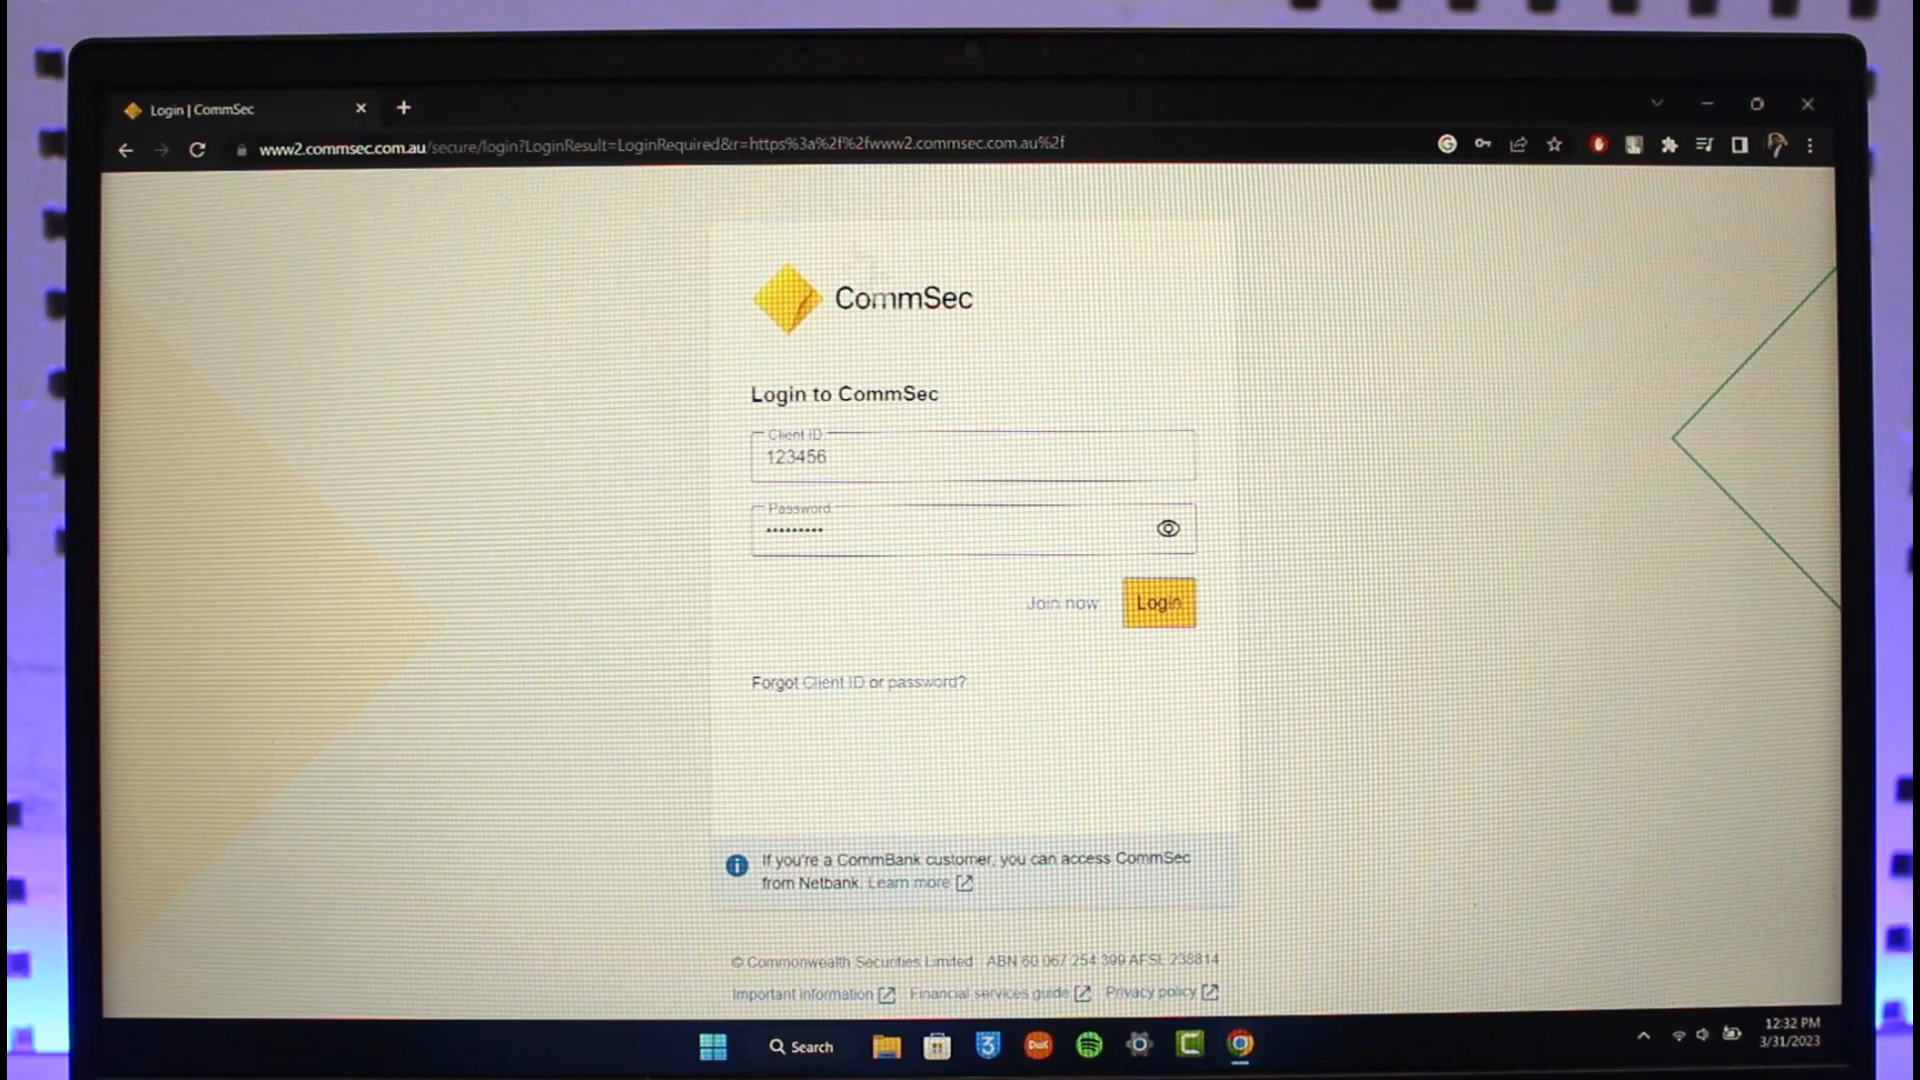 Login | CommSec
www2.commsec.com.au/secure/login?LoginResult=LoginRequired&r=https%3a%2f%2fwww2.commsec.com.au%2f
CommSec
Login to CommSec
Client ID
123456
Password
•••••••••
Join now
Login
Forgot Client ID or password?
If you're a CommBank customer, you can access CommSec
from Netbank. Learn more
© Commonwealth Securities Limited ABN 60 067 254 399 AFSL 238814
Important information Financial services guide Privacy policy
Search
12:32 PM
3/31/2023